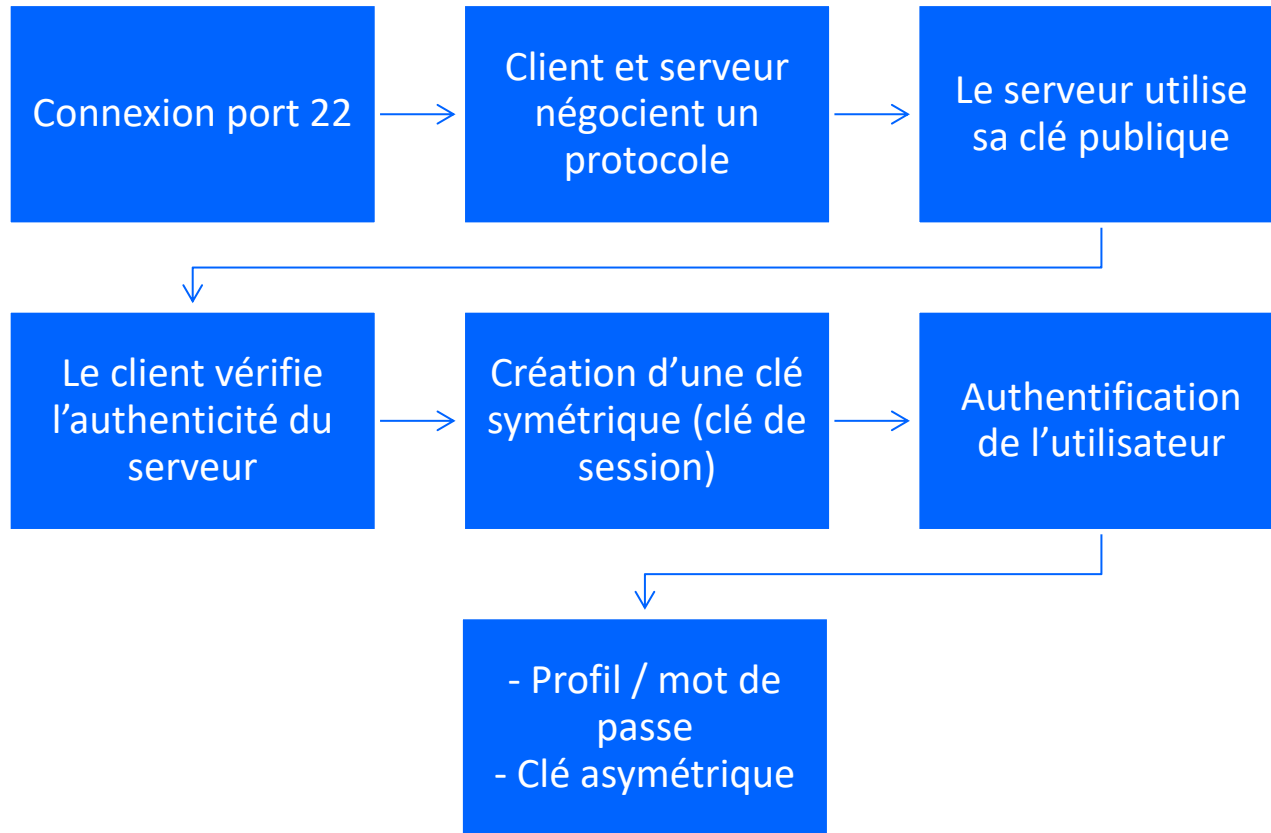 Connexion port 22
Client et serveur
négocient un
protocole
Le serveur utilise
sa clé publique
Le client vérifie
l’authenticité du
serveur
Création d’une clé
symétrique (clé de
session)
Authentification
de l’utilisateur
- Profil / mot de
passe
- Clé asymétrique